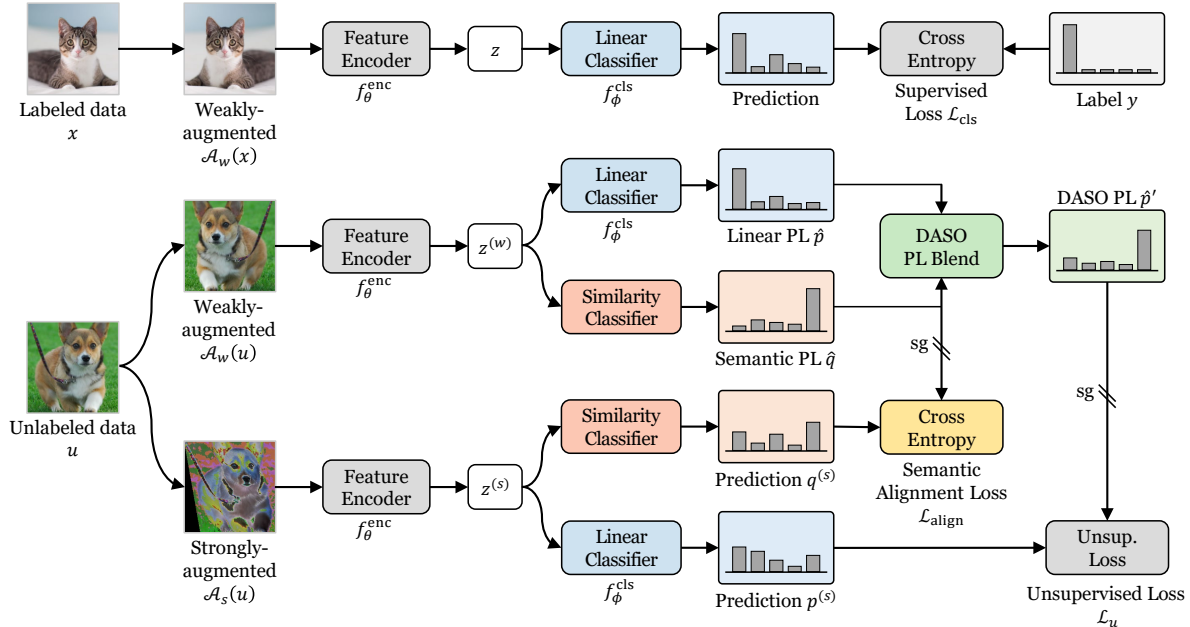 Labeled data
x
Weakly-
augmented
𝒜_w(x)
Feature
Encoder
f_θ^enc
z
Linear
Classifier
f_ϕ^cls
Prediction
Cross
Entropy
Supervised
Loss ℒ_cls
Label y
Unlabeled data
u
Weakly-
augmented
𝒜_w(u)
Feature
Encoder
f_θ^enc
z^(w)
Linear
Classifier
f_ϕ^cls
Linear PL p̂
Similarity
Classifier
Semantic PL q̂
DASO
PL Blend
DASO PL p̂′
sg
sg
Strongly-
augmented
𝒜_s(u)
Feature
Encoder
f_θ^enc
z^(s)
Similarity
Classifier
Prediction q^(s)
Cross
Entropy
Semantic
Alignment Loss
ℒ_align
Linear
Classifier
f_ϕ^cls
Prediction p^(s)
Unsup.
Loss
Unsupervised Loss
ℒ_u